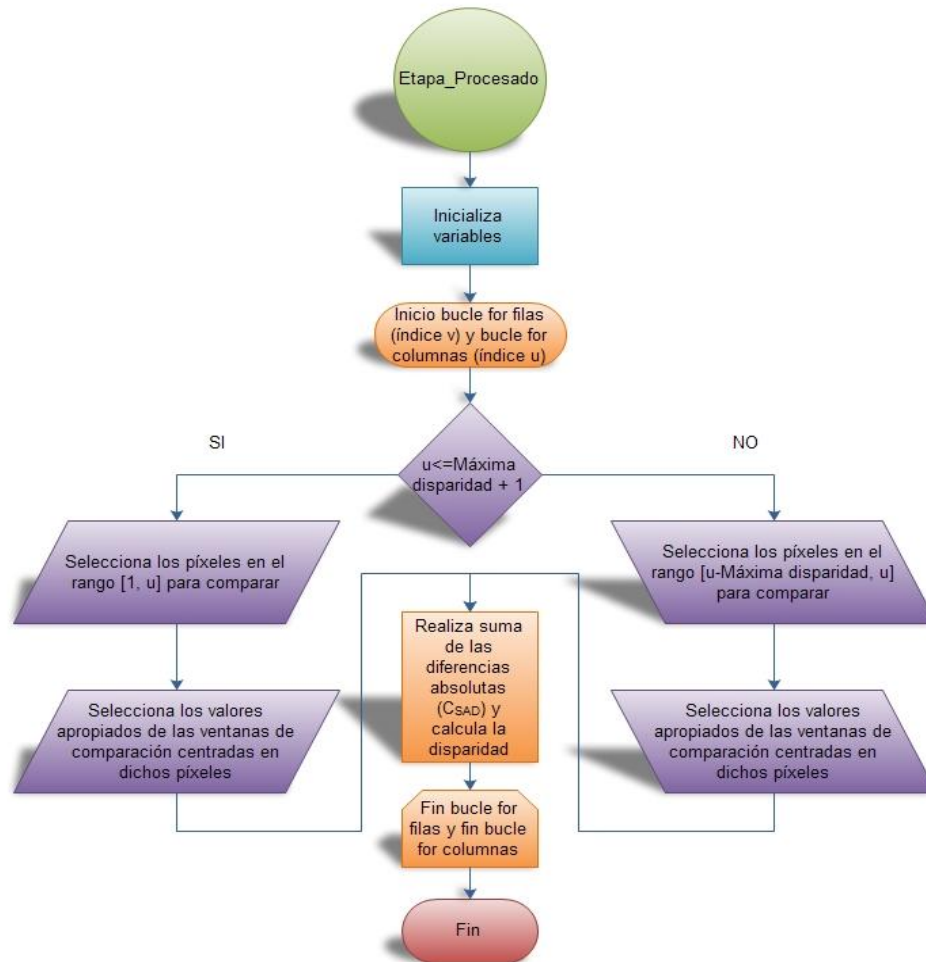 Etapa_Procesado
Inicializa
variables
Inicio bucle for filas
(índice v) y bucle for
columnas (índice u)
SI
NO
u<=Máxima
disparidad + 1
Selecciona los píxeles en el
rango [1, u] para comparar
Selecciona los píxeles en el
rango [u-Máxima disparidad, u]
para comparar
Selecciona los valores
apropiados de las ventanas de
comparación centradas en
dichos píxeles
Realiza suma
de las
diferencias
absolutas
(CSAD) y
calcula la
disparidad
Selecciona los valores
apropiados de las ventanas de
comparación centradas en
dichos píxeles
Fin bucle for
filas y fin bucle
for columnas
Fin